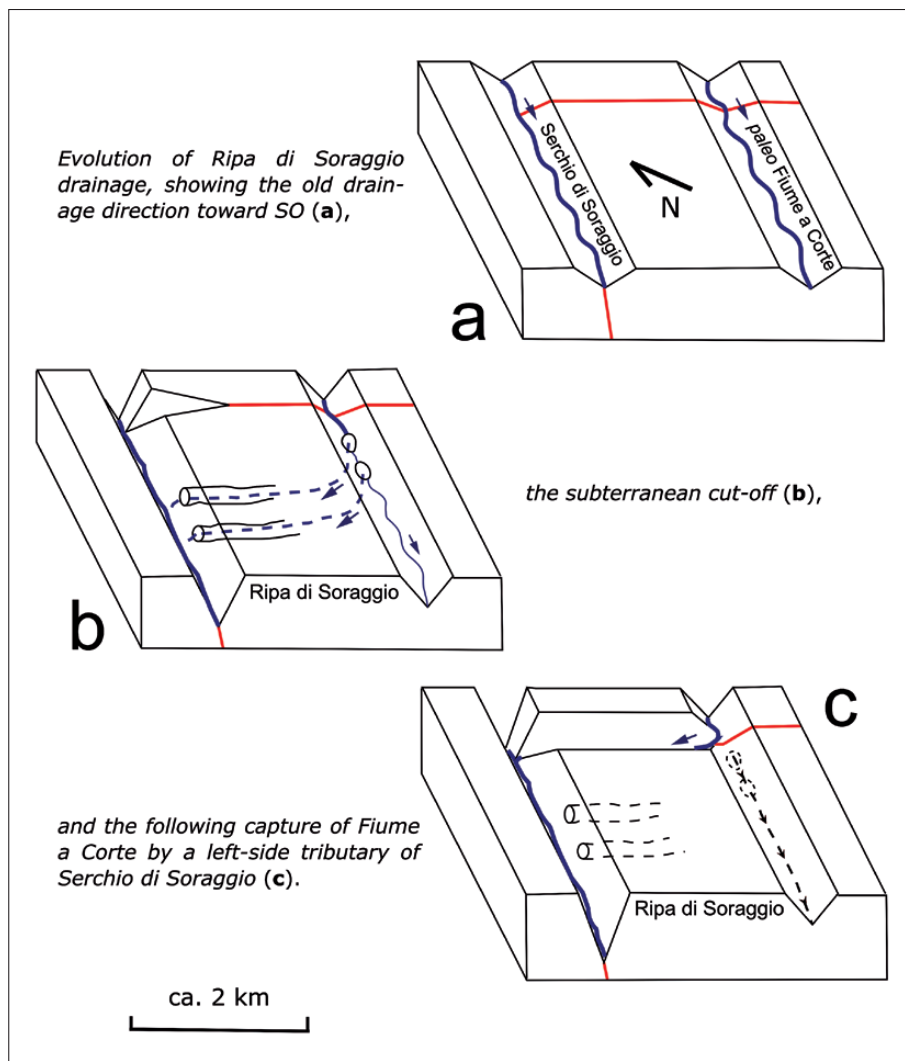 Serchio di Soraggio
paleo Fiume a Corte
N
Evolution of Ripa di Soraggio
drainage, showing the old drain-
age direction toward SO (a),
a
the subterranean cut-off (b),
Ripa di Soraggio
b
c
and the following capture of Fiume
a Corte by a left-side tributary of
Serchio di Soraggio (c).
Ripa di Soraggio
ca. 2 km